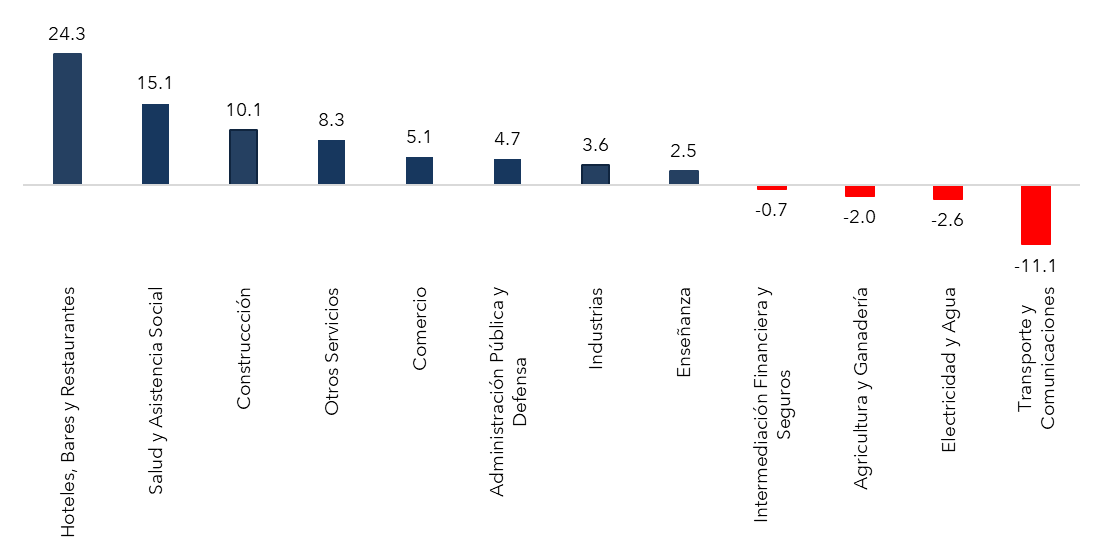 24.3
15.1
10.1
8.3
5.1
4.7
3.6
2.5
-0.7
-2.0
-2.6
-11.1
Hoteles, Bares y Restaurantes
Salud y Asistencia Social
Construccción
Otros Servicios
Comercio
Administración Pública y
Defensa
Industrias
Enseñanza
Intermediación Financiera y
Seguros
Agricultura y Ganadería
Electricidad y Agua
Transporte y
Comunicaciones